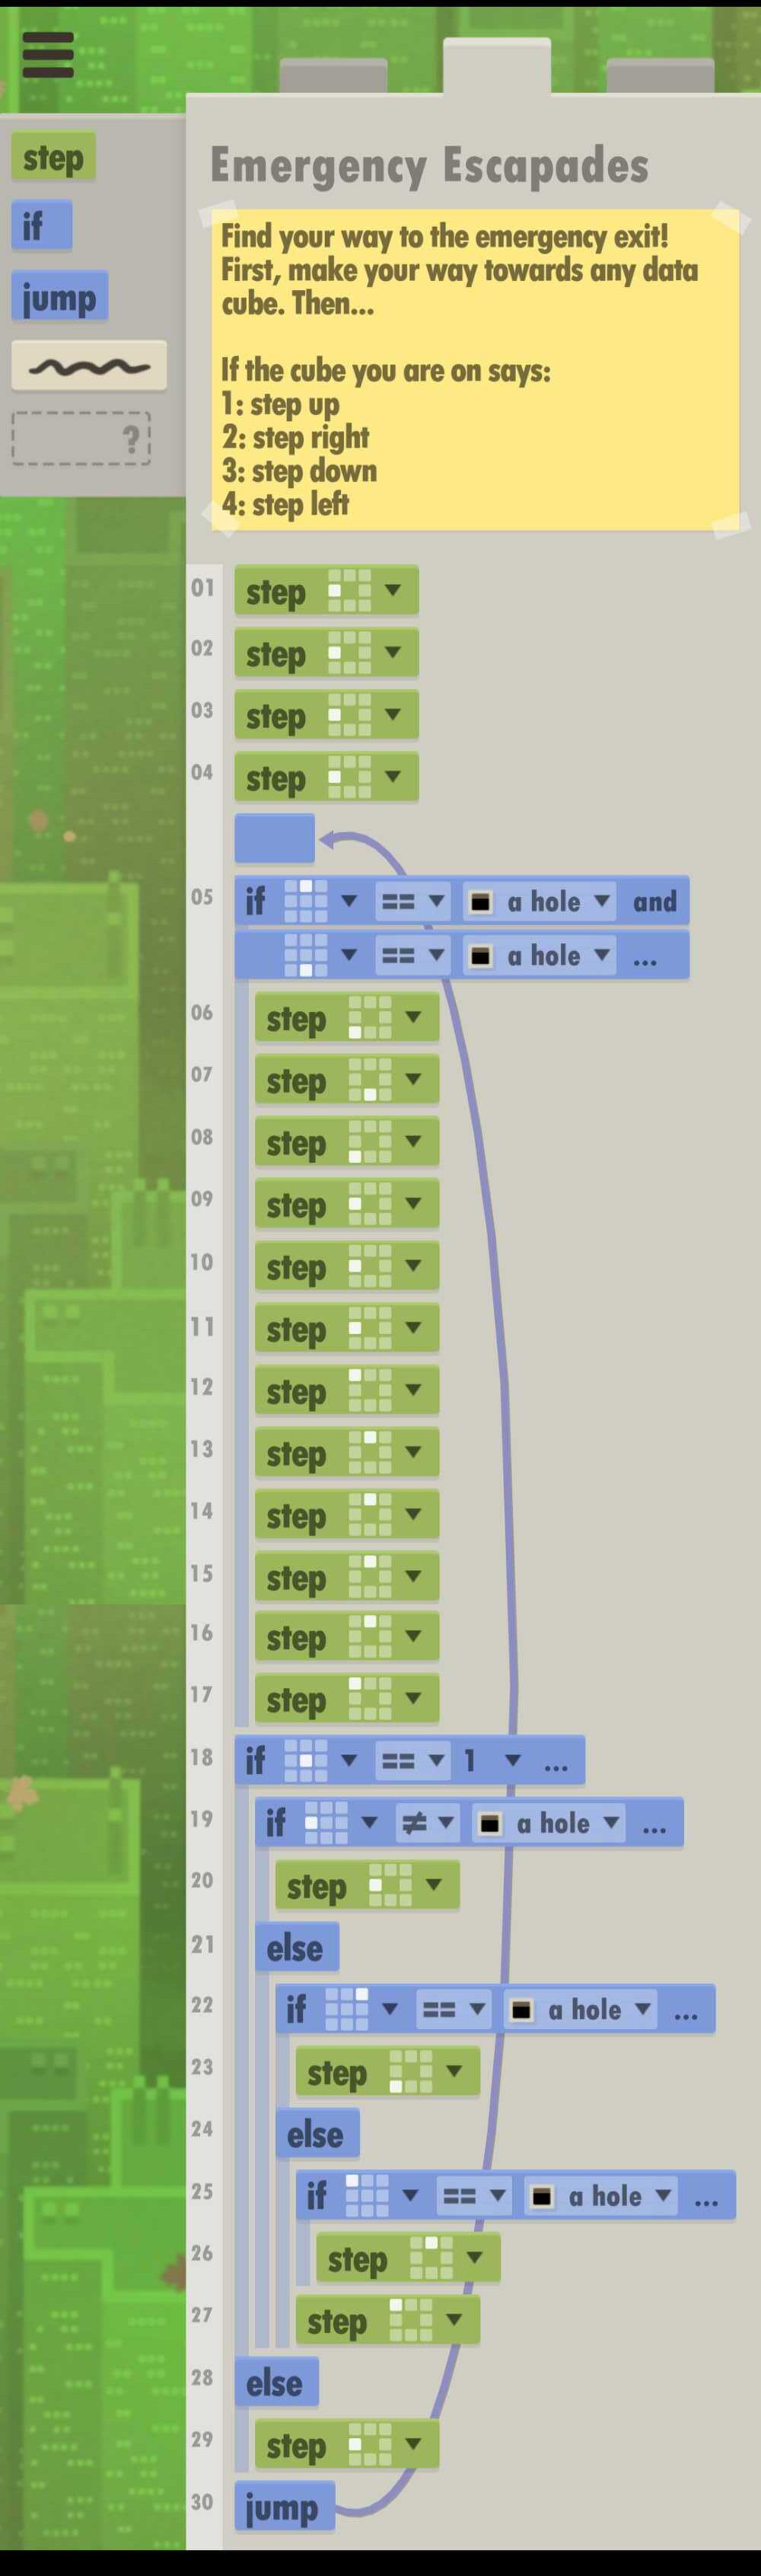 step
if
jump
?
Emergency Escapades
Find your way to the emergency exit!
First, make your way towards any data
cube. Then...
If the cube you are on says:
1: step up
2: step right
3: step down
4: step left
01 step
02 step
03 step
04 step
05 if == a hole and
== a hole ...
06 step
07 step
08 step
09 step
10 step
11 step
12 step
13 step
14 step
15 step
16 step
17 step
18 if == 1 ...
19 if ≠ a hole ...
20 step
21 else
22 if == a hole ...
23 step
24 else
25 if == a hole ...
26 step
27 step
28 else
29 step
30 jump